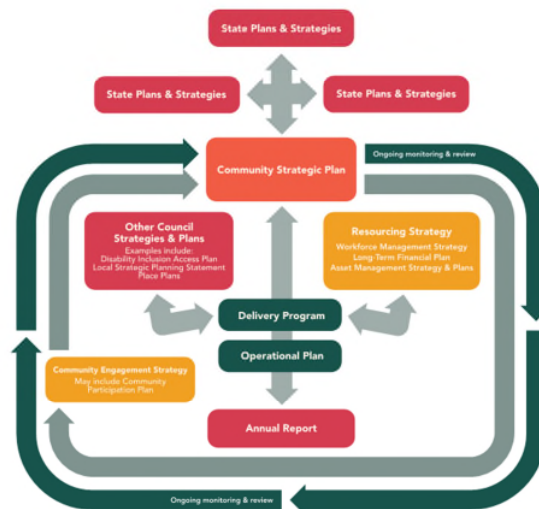 State Plans & Strategies
State Plans & Strategies
State Plans & Strategies
Community Strategic Plan
Ongoing monitoring & review
Other Council
Strategies & Plans
Examples include:
Disability Inclusion Access Plan
Local Strategic Planning Statement
Place Plans
Resourcing Strategy
Workforce Management Strategy
Long-Term Financial Plan
Asset Management Strategy & Plans
Delivery Program
Operational Plan
Community Engagement Strategy
May include Community
Participation Plan
Annual Report
Ongoing monitoring & review